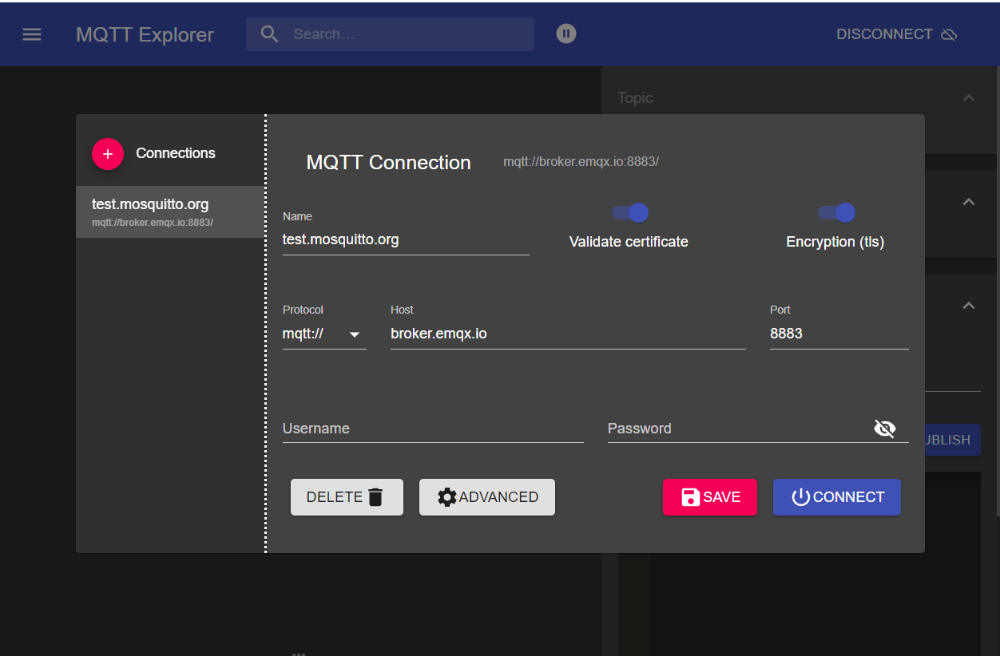 MQTT Explorer
Search...
DISCONNECT
Topic
Connections
test.mosquitto.org
mqtt://broker.emqx.io:8883/
MQTT Connection mqtt://broker.emqx.io:8883/
Name
test.mosquitto.org
Validate certificate
Encryption (tls)
Protocol
mqtt://
Host
broker.emqx.io
Port
8883
Username
Password
DELETE
ADVANCED
SAVE
CONNECT